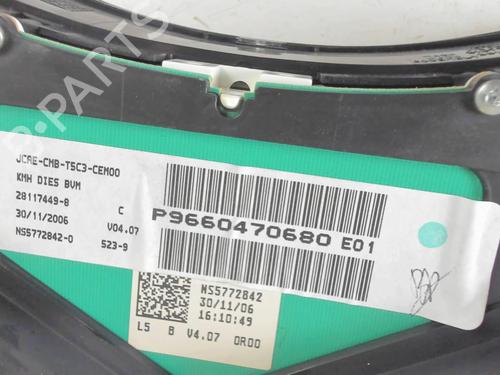 B-PARTS
JCAE-CMB-T5C3-CEM00
KMH DIES BVM
28117449-8 C
30/11/2006 V04.07
NS5772842-0 523-9
P9660470680 E01
NS5772842
30/11/06
16:10:49
L5 B V4.07 0R00